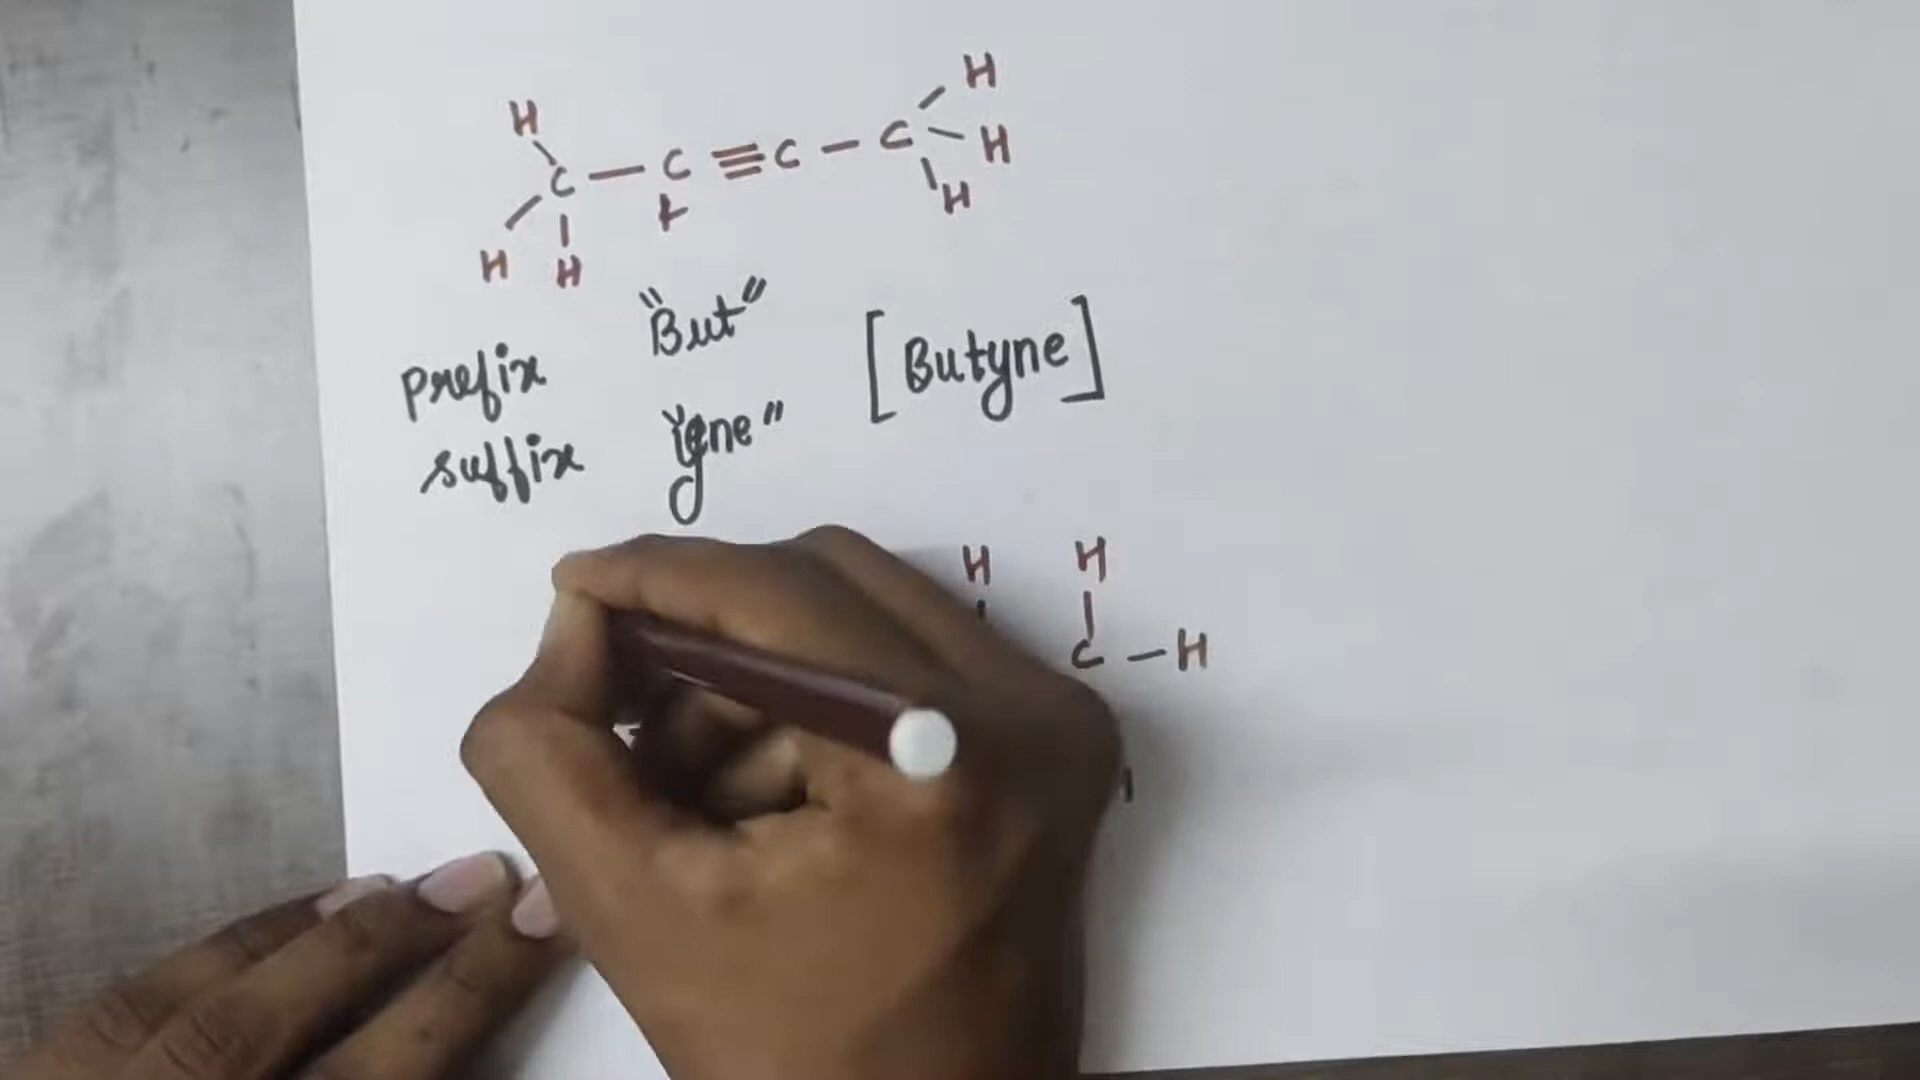 H
H
C — C ≡ C — C — H
H H H
prefix "But" [Butyne]
suffix "yne"
H H
C — H